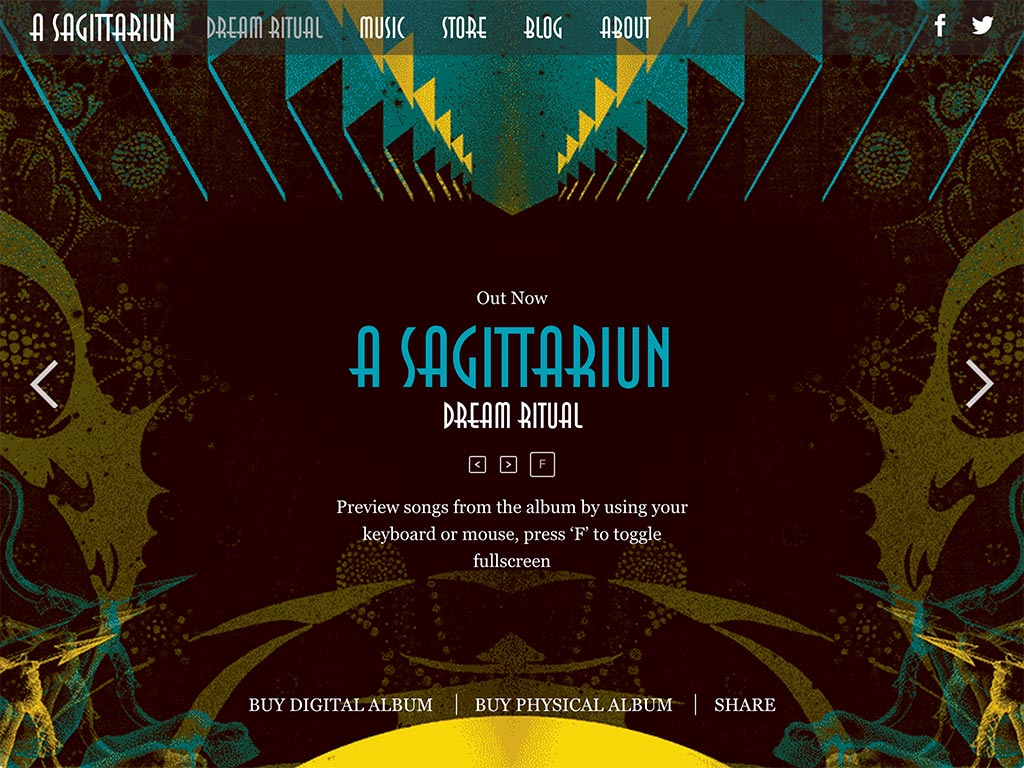 A SAGITTARIUN DREAM RITUAL MUSIC STORE BLOG ABOUT
Out Now
A SAGITTARIUN
DREAM RITUAL
< > F
Preview songs from the album by using your
keyboard or mouse, press ‘F’ to toggle
fullscreen
BUY DIGITAL ALBUM | BUY PHYSICAL ALBUM | SHARE